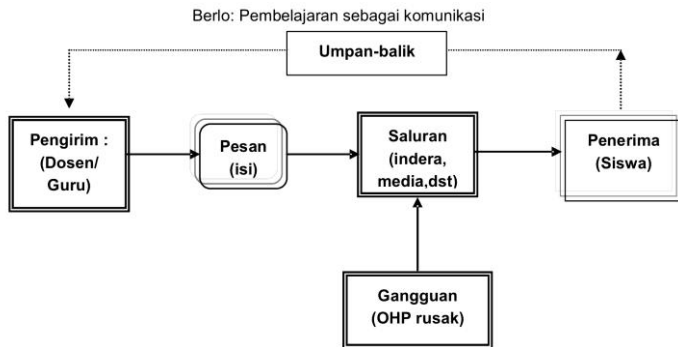 Berlo: Pembelajaran sebagai komunikasi
Umpan-balik
Pengirim :
(Dosen/
Guru)
Pesan
(isi)
Saluran
(indera,
media,dst)
Penerima
(Siswa)
Gangguan
(OHP rusak)